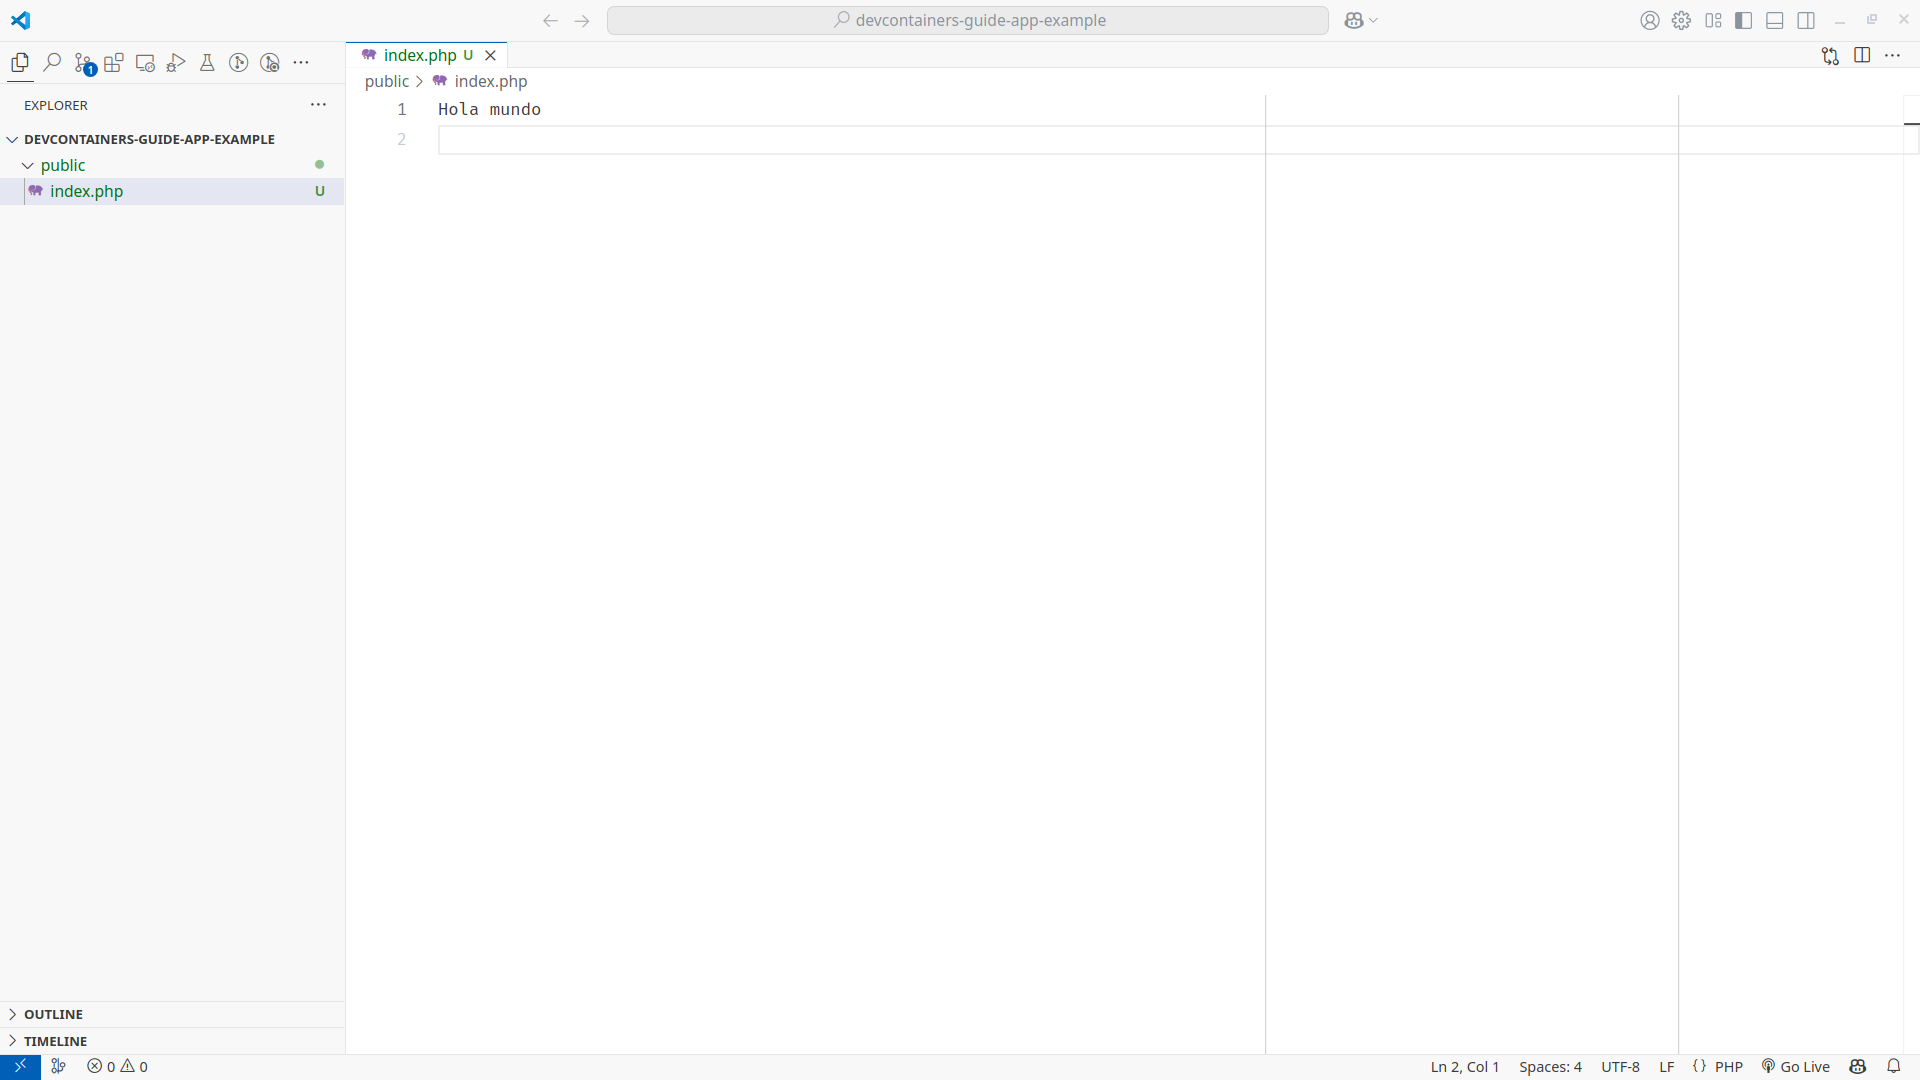 devcontainers-guide-app-example
1
index.php U
public > index.php
EXPLORER
DEVCONTAINERS-GUIDE-APP-EXAMPLE
public
index.php U
1 Hola mundo
2
OUTLINE
TIMELINE
0 0
Ln 2, Col 1 Spaces: 4 UTF-8 LF {} PHP Go Live